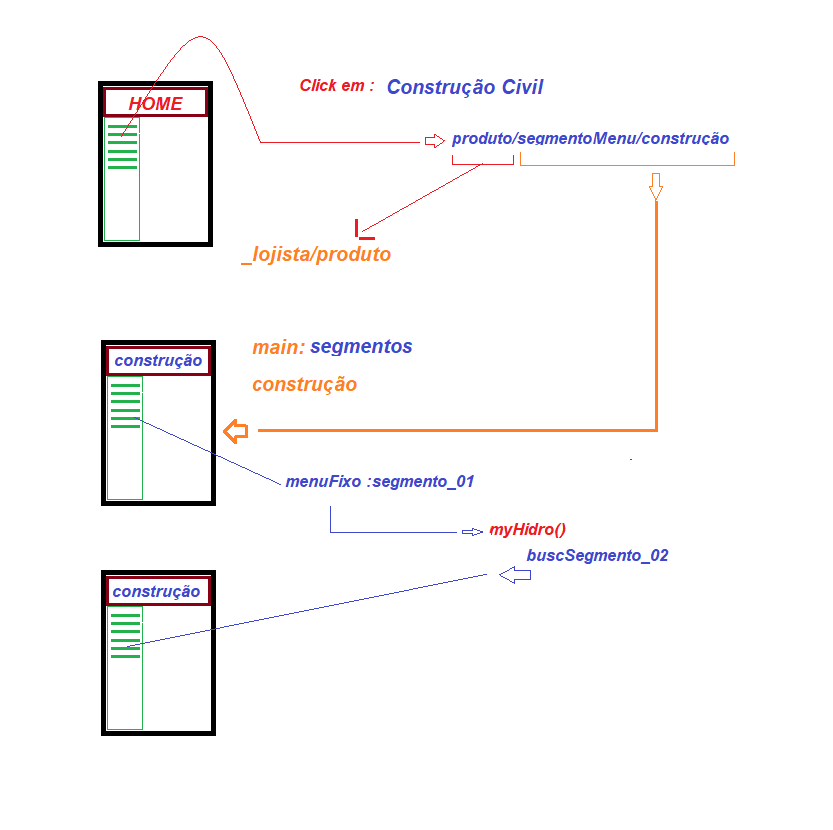 Click em : Construção Civil
HOME
produto/segmentoMenu/construção
_lojista/produto
main: segmentos
construção
construção
menuFixo :segmento_01
myHidro()
buscSegmento_02
construção